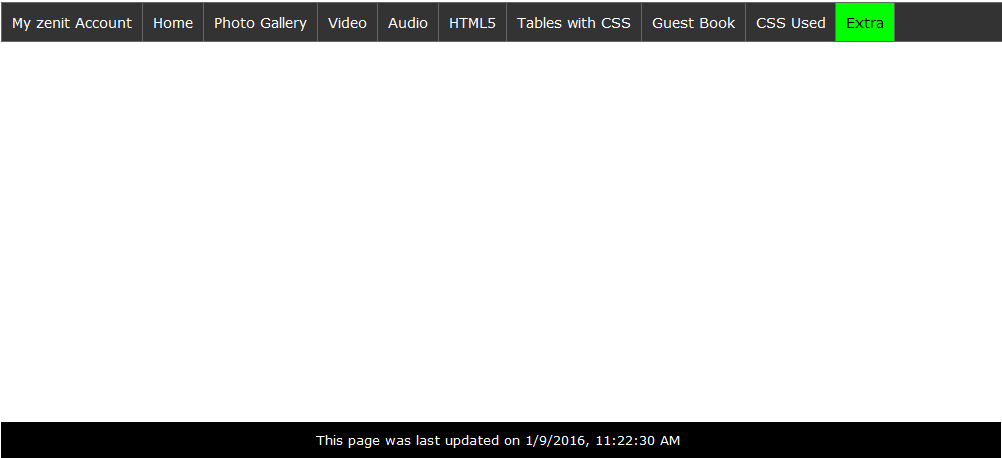 My zenit Account Home Photo Gallery Video Audio HTML5 Tables with CSS Guest Book CSS Used Extra
This page was last updated on 1/9/2016, 11:22:30 AM